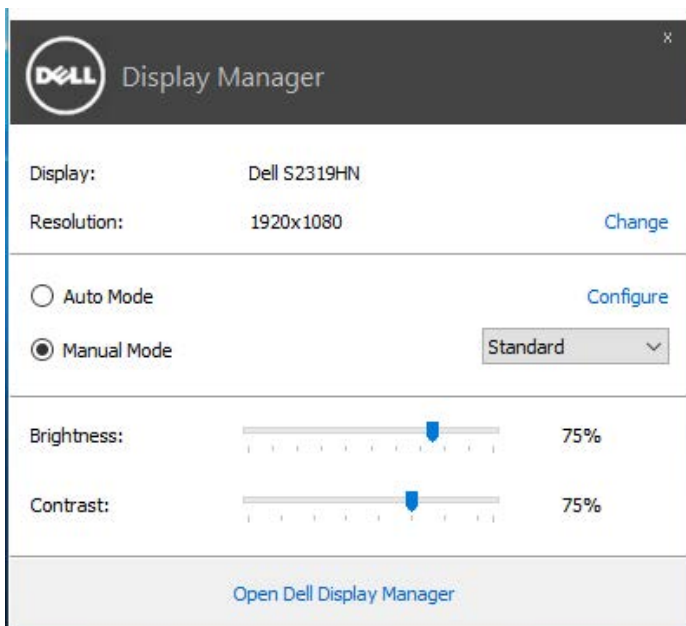 DELL Display Manager x
Display: Dell S2319HN
Resolution: 1920x1080 Change
Auto Mode Configure
Manual Mode Standard
Brightness: 75%
Contrast: 75%
Open Dell Display Manager